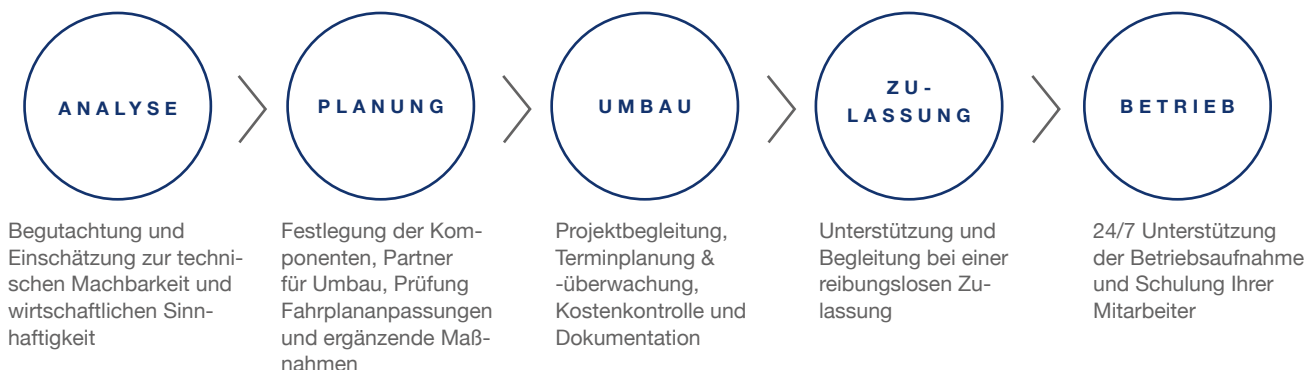 ANALYSE
PLANUNG
UMBAU
ZU-
LASSUNG
BETRIEB
Begutachtung und
Einschätzung zur techni-
schen Machbarkeit und
wirtschaftlichen Sinn-
haftigkeit
Festlegung der Kom-
ponenten, Partner
für Umbau, Prüfung
Fahrplananpassungen
und ergänzende Maß-
nahmen
Projektbegleitung,
Terminplanung &
-überwachung,
Kostenkontrolle und
Dokumentation
Unterstützung und
Begleitung bei einer
reibungslosen Zu-
lassung
24/7 Unterstützung
der Betriebsaufnahme
und Schulung Ihrer
Mitarbeiter